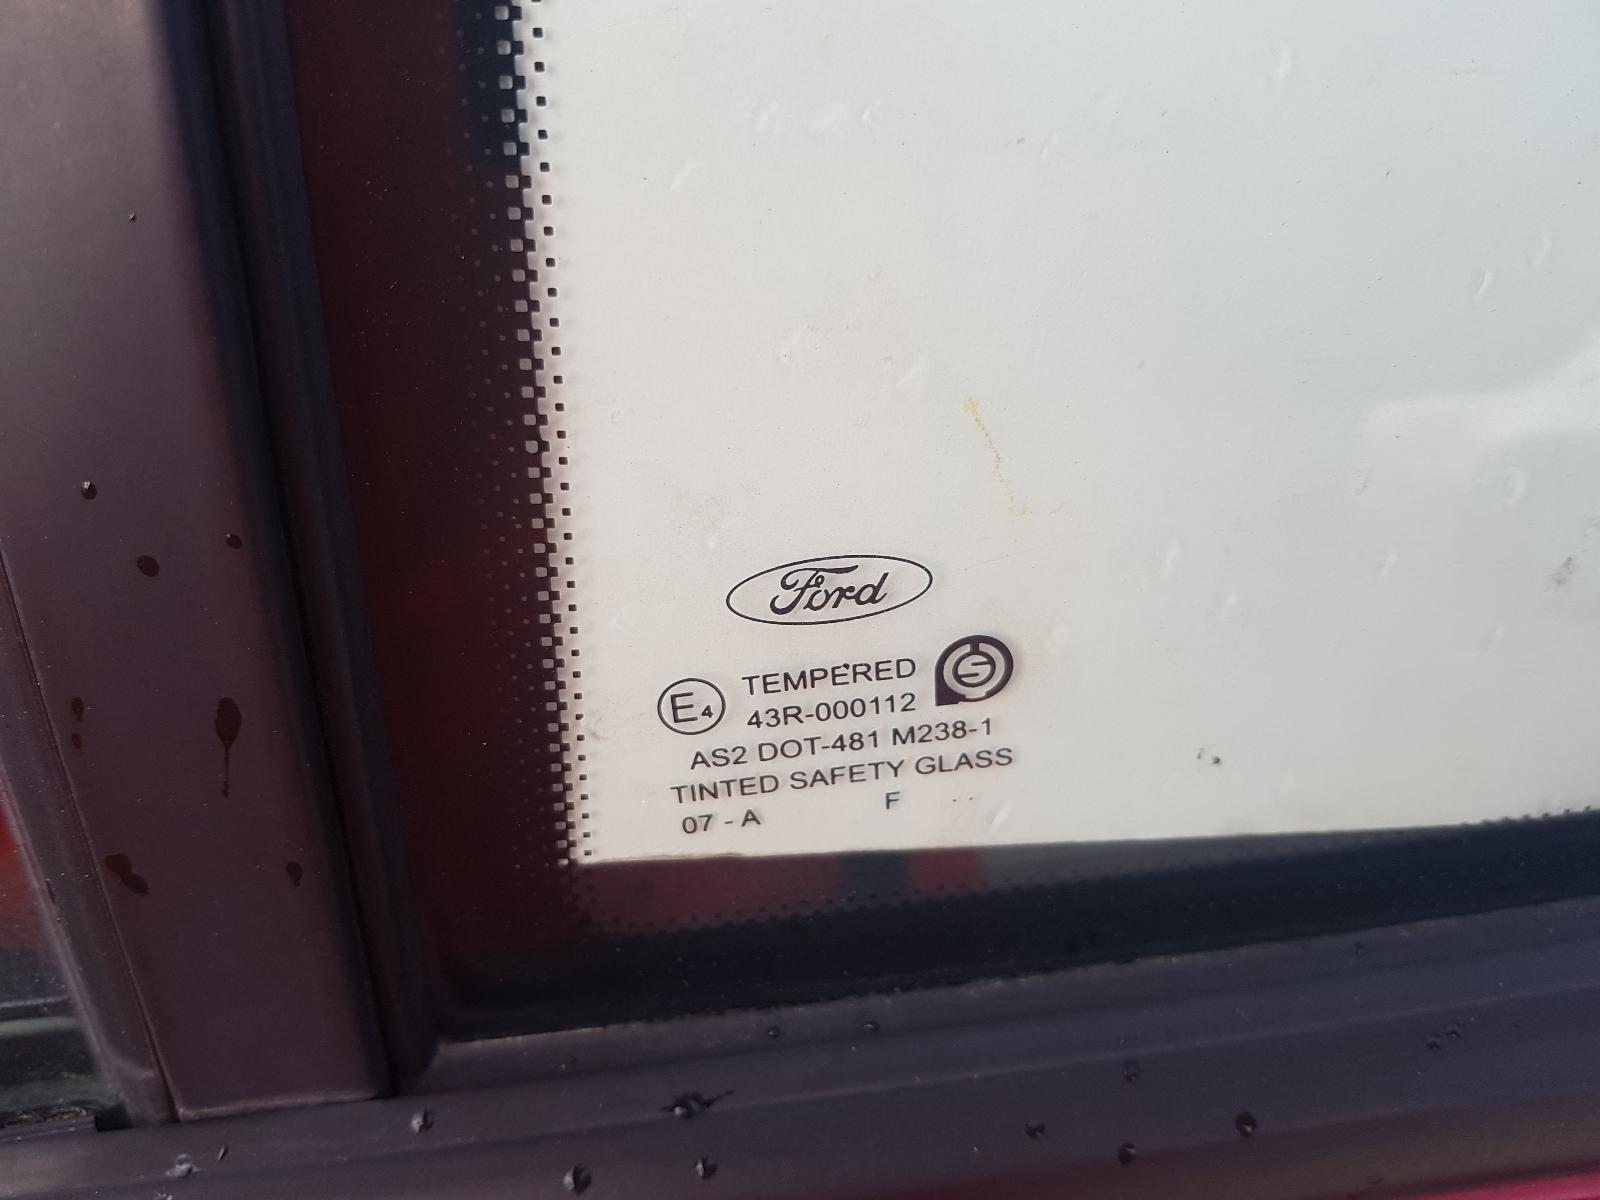 Ford
TEMPERED
E4 43R-000112
AS2 DOT-481 M238-1
TINTED SAFETY GLASS
07 - A F ..